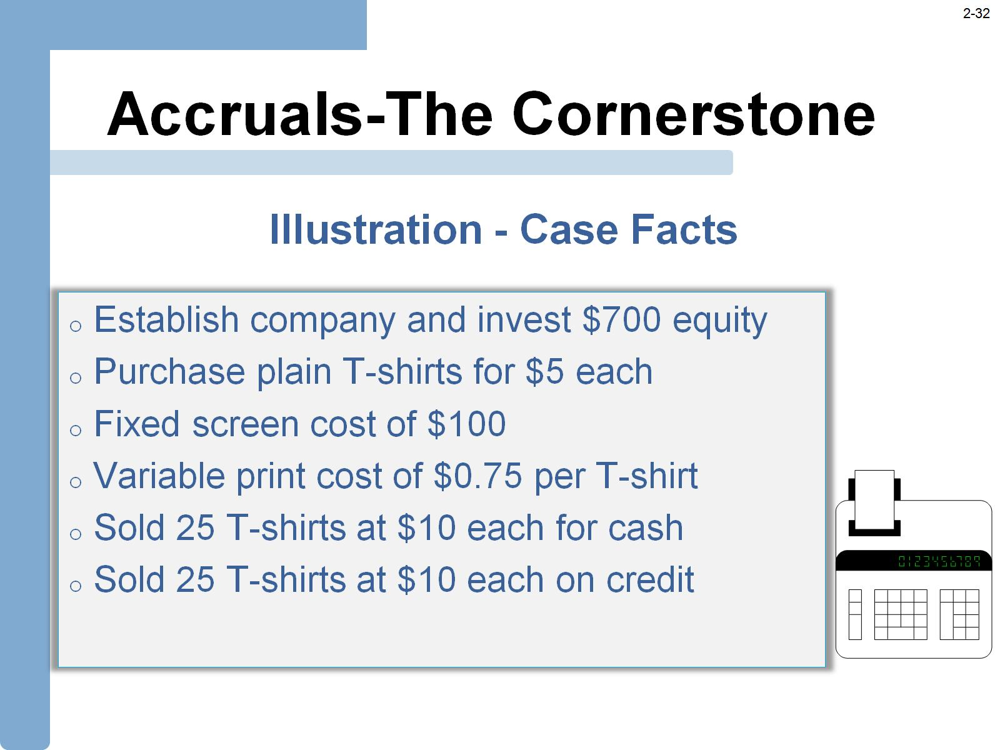 2-32
Accruals-The Cornerstone
Illustration - Case Facts
Establish company and invest $700 equity
Purchase plain T-shirts for $5 each
Fixed screen cost of $100
Variable print cost of $0.75 per T-shirt
Sold 25 T-shirts at $10 each for cash
Sold 25 T-shirts at $10 each on credit
0123456789